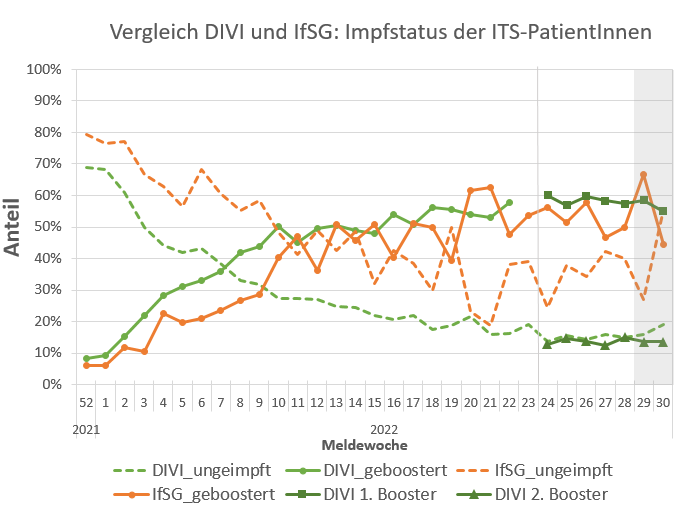 Vergleich DIVI und IfSG: Impfstatus der ITS-PatientInnen
Anteil
100%
90%
80%
70%
60%
50%
40%
30%
20%
10%
0%
52 1 2 3 4 5 6 7 8 9 10 11 12 13 14 15 16 17 18 19 20 21 22 23 24 25 26 27 28 29 30
2021 2022
Meldewoche
DIVI_ungeimpft DIVI_geboostert IfSG_ungeimpft
IfSG_geboostert DIVI 1. Booster DIVI 2. Booster